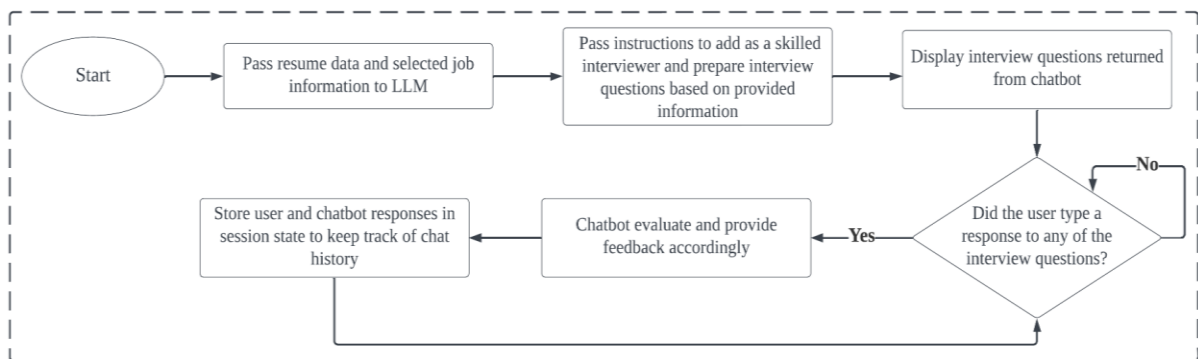 Start
Pass resume data and selected job
information to LLM
Pass instructions to add as a skilled
interviewer and prepare interview
questions based on provided
information
Display interview questions returned
from chatbot
No
Did the user type a
response to any of the
interview questions?
Yes
Chatbot evaluate and provide
feedback accordingly
Store user and chatbot responses in
session state to keep track of chat
history